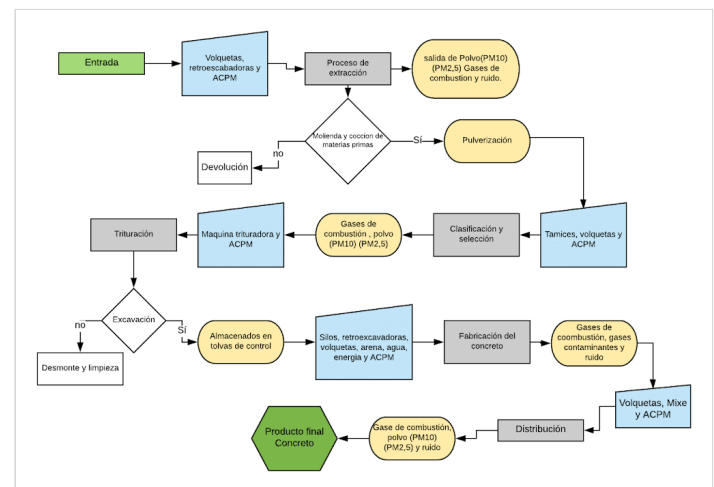 Entrada
Volquetas,
retroescabadoras y
ACPM
Proceso de
extracción
salida de Polvo(PM10)
(PM2,5) Gases de
combustion y ruido.
Molienda y coccion de
materias primas
no
Sí
Devolución
Pulverización
Trituración
Maquina trituradora y
ACPM
Gases de
combustión , polvo
(PM10) (PM2,5)
Clasificación y
selección
Tamices, volquetas y
ACPM
Excavación
no
Sí
Desmonte y limpieza
Almacenados en
tolvas de control
Silos, retroexcavadoras,
volquetas, arena, agua,
energia y ACPM
Fabricación del
concreto
Gases de
coombustión, gases
contaminantes y
ruido
Volquetas, Mixe
y ACPM
Distribución
Gase de combustión,
polvo (PM10)
(PM2,5) y ruido
Producto final
Concreto